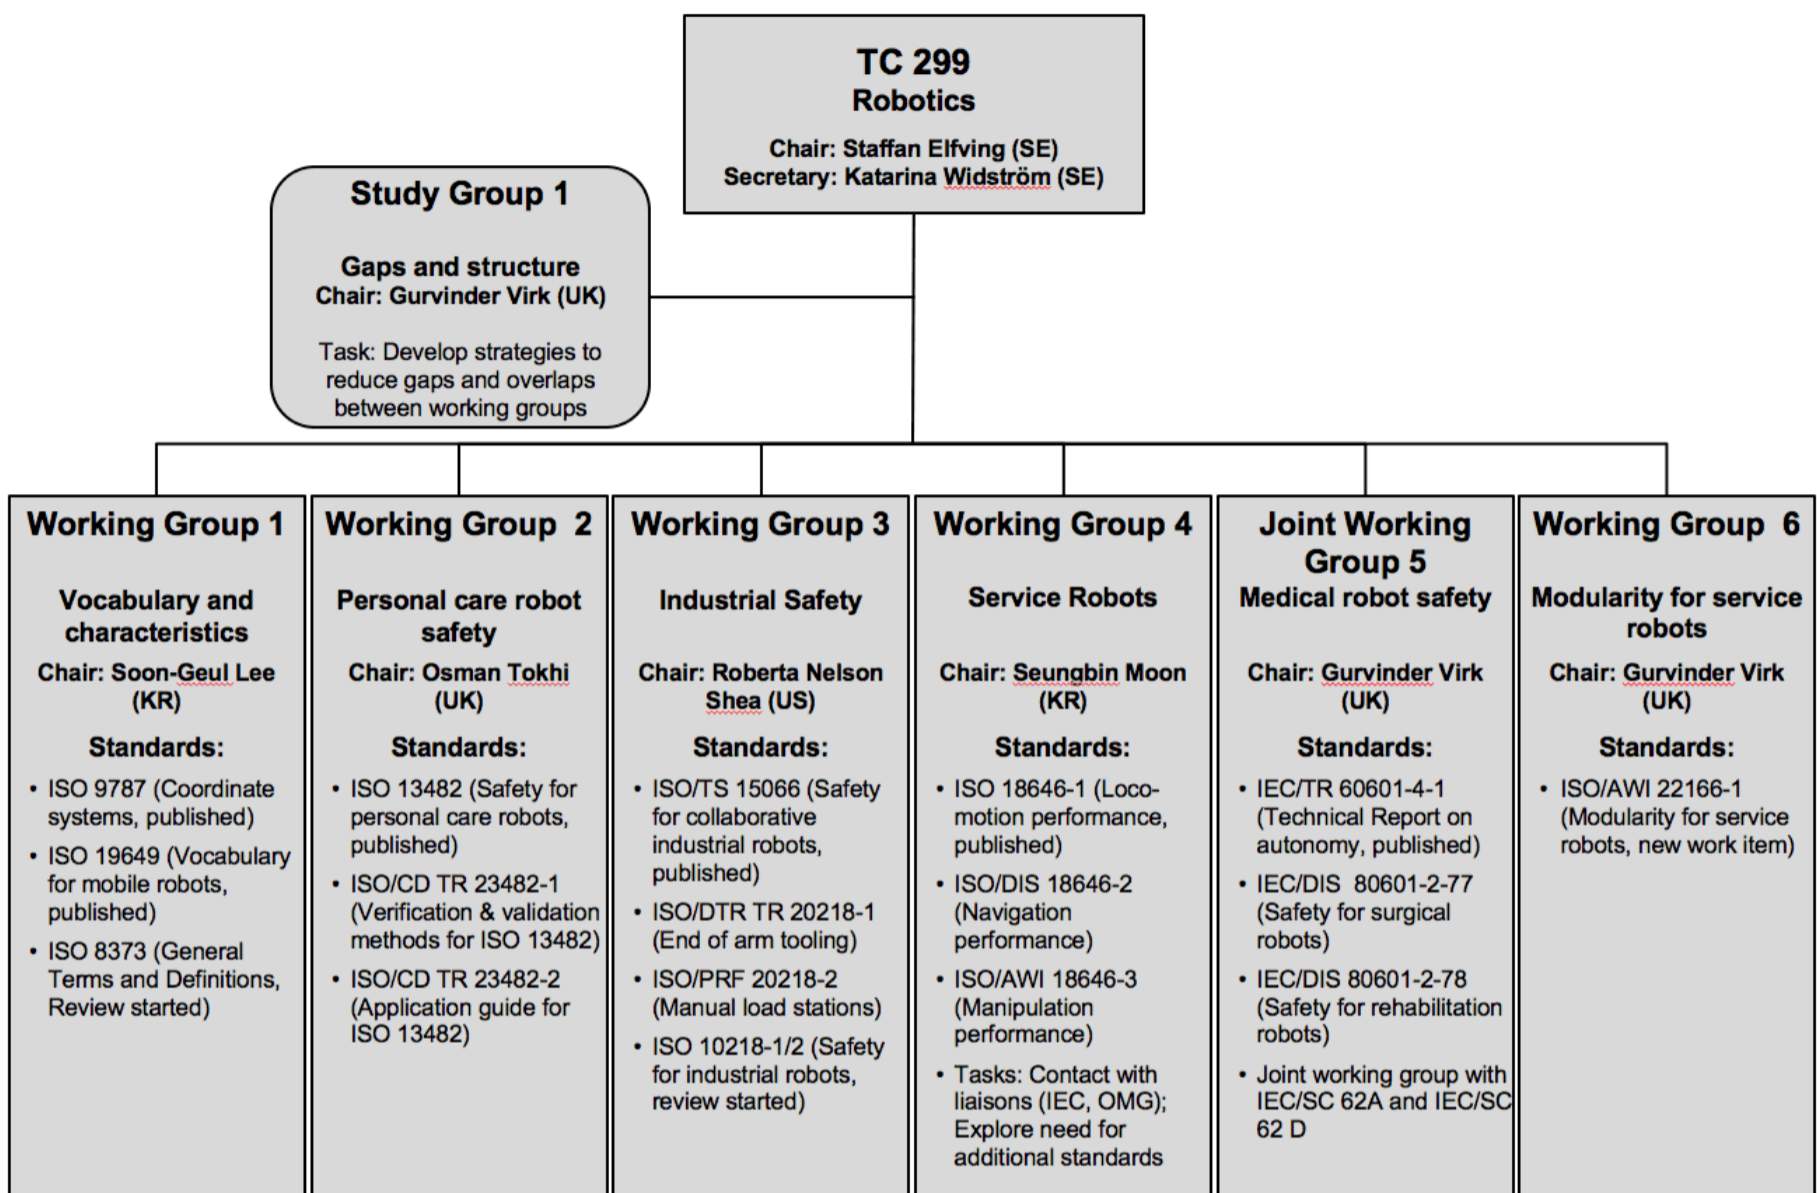 TC 299
Robotics
Chair: Staffan Elfving (SE)
Secretary: Katarina Widström (SE)
Study Group 1
Gaps and structure
Chair: Gurvinder Virk (UK)
Task: Develop strategies to
reduce gaps and overlaps
between working groups
Working Group 1
Vocabulary and
characteristics
Chair: Soon-Geul Lee
(KR)
Standards:
• ISO 9787 (Coordinate
systems, published)
• ISO 19649 (Vocabulary
for mobile robots,
published)
• ISO 8373 (General
Terms and Definitions,
Review started)
Working Group 2
Personal care robot
safety
Chair: Osman Tokhi
(UK)
Standards:
• ISO 13482 (Safety for
personal care robots,
published)
• ISO/CD TR 23482-1
(Verification & validation
methods for ISO 13482)
• ISO/CD TR 23482-2
(Application guide for
ISO 13482)
Working Group 3
Industrial Safety
Chair: Roberta Nelson
Shea (US)
Standards:
• ISO/TS 15066 (Safety
for collaborative
industrial robots,
published)
• ISO/DTR TR 20218-1
(End of arm tooling)
• ISO/PRF 20218-2
(Manual load stations)
• ISO 10218-1/2 (Safety
for industrial robots,
review started)
Working Group 4
Service Robots
Chair: Seungbin Moon
(KR)
Standards:
• ISO 18646-1 (Loco-
motion performance,
published)
• ISO/DIS 18646-2
(Navigation
performance)
• ISO/AWI 18646-3
(Manipulation
performance)
• Tasks: Contact with
liaisons (IEC, OMG);
Explore need for
additional standards
Joint Working
Group 5
Medical robot safety
Chair: Gurvinder Virk
(UK)
Standards:
• IEC/TR 60601-4-1
(Technical Report on
autonomy, published)
• IEC/DIS 80601-2-77
(Safety for surgical
robots)
• IEC/DIS 80601-2-78
(Safety for rehabilitation
robots)
• Joint working group with
IEC/SC 62A and IEC/SC
62 D
Working Group 6
Modularity for service
robots
Chair: Gurvinder Virk
(UK)
Standards:
• ISO/AWI 22166-1
(Modularity for service
robots, new work item)